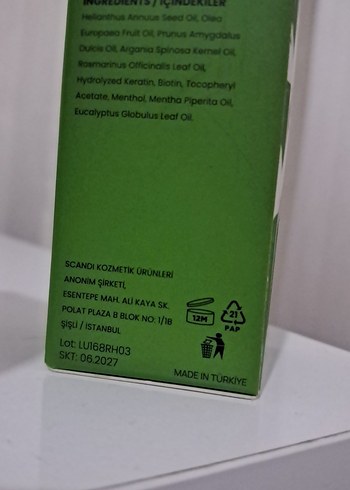 INGREDIENTS / İÇİNDEKİLER
Helianthus Annuus Seed Oil, Olea
Europaea Fruit Oil, Prunus Amygdalus
Dulcis Oil, Argania Spinosa Kernel Oil,
Rosmarinus Officinalis Leaf Oil,
Hydrolyzed Keratin, Biotin, Tocopheryl
Acetate, Menthol, Mentha Piperita Oil,
Eucalyptus Globulus Leaf Oil.
SCANDI KOZMETİK ÜRÜNLERİ
ANONİM ŞİRKETİ,
ESENTEPE MAH. ALİ KAYA SK.
POLAT PLAZA B BLOK NO: 1/1B
ŞİŞLİ / İSTANBUL
12M
21
PAP
Lot: LU168RH03
SKT: 06.2027
MADE IN TÜRKİYE